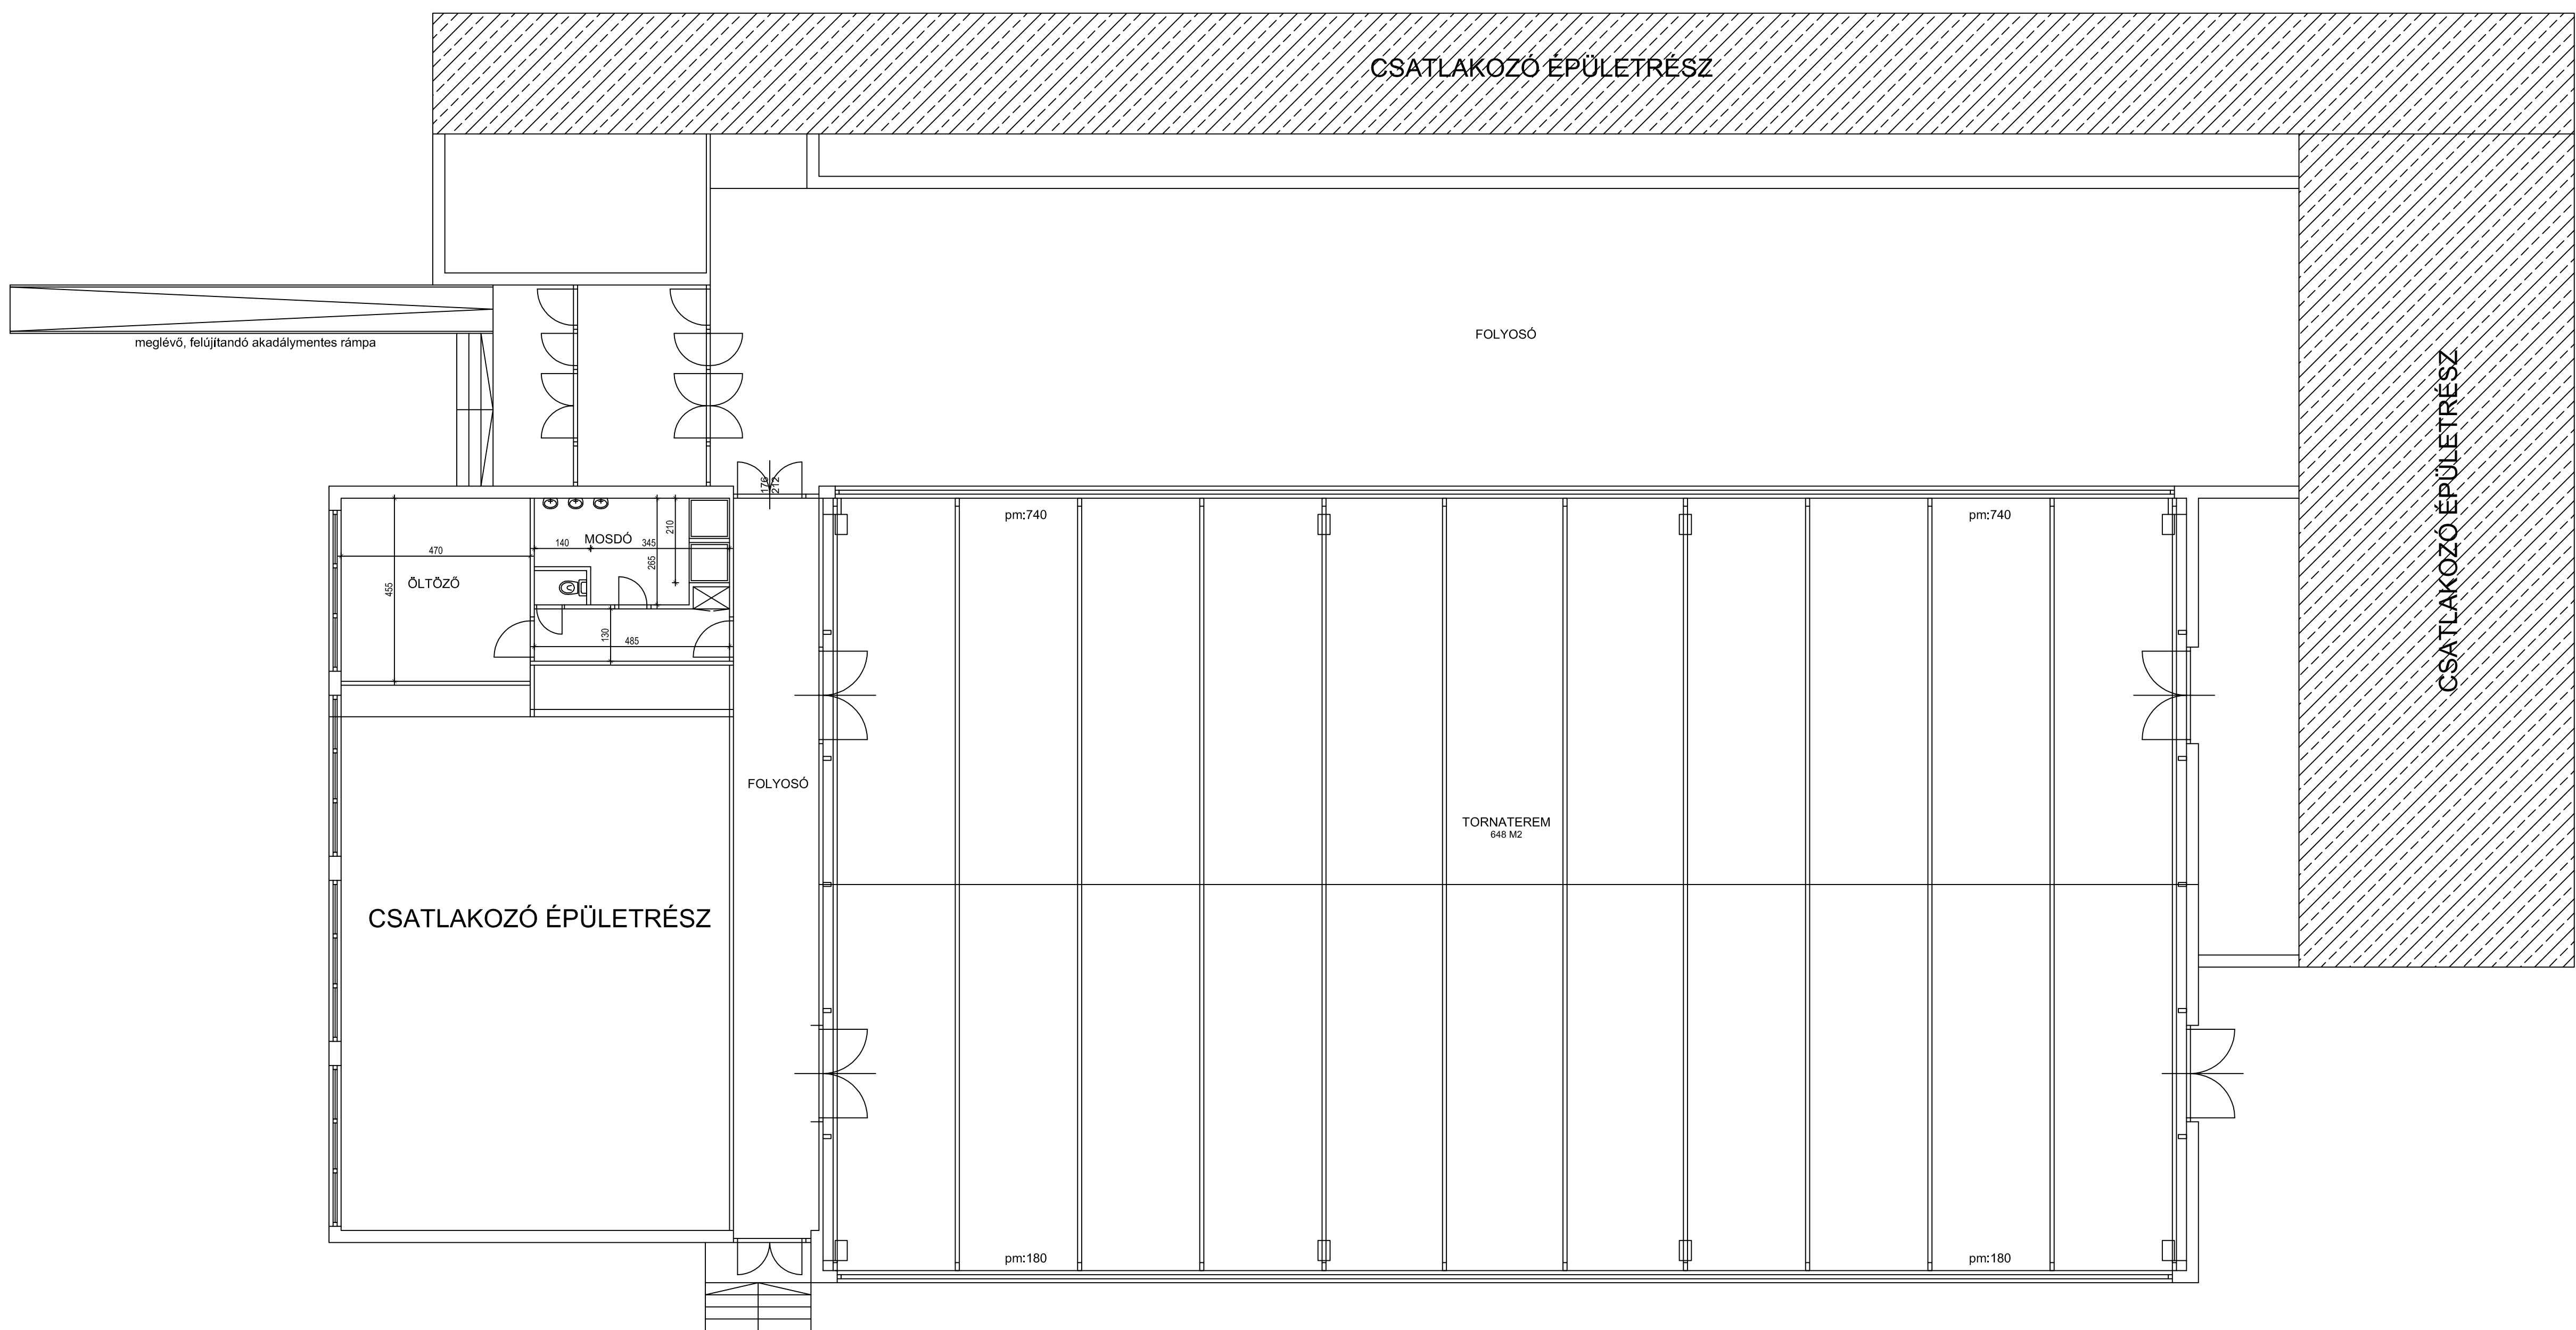 CSATLAKOZÓ ÉPÜLETRÉSZ
meglévő, felújítandó akadálymentes rámpa
FOLYOSÓ
CSATLAKOZÓ ÉPÜLETRÉSZ
176
212
pm:740
pm:740
MOSDÓ
140
345
210
265
470
455
ÖLTÖZŐ
130
485
FOLYOSÓ
TORNATEREM
648 M2
CSATLAKOZÓ ÉPÜLETRÉSZ
pm:180
pm:180